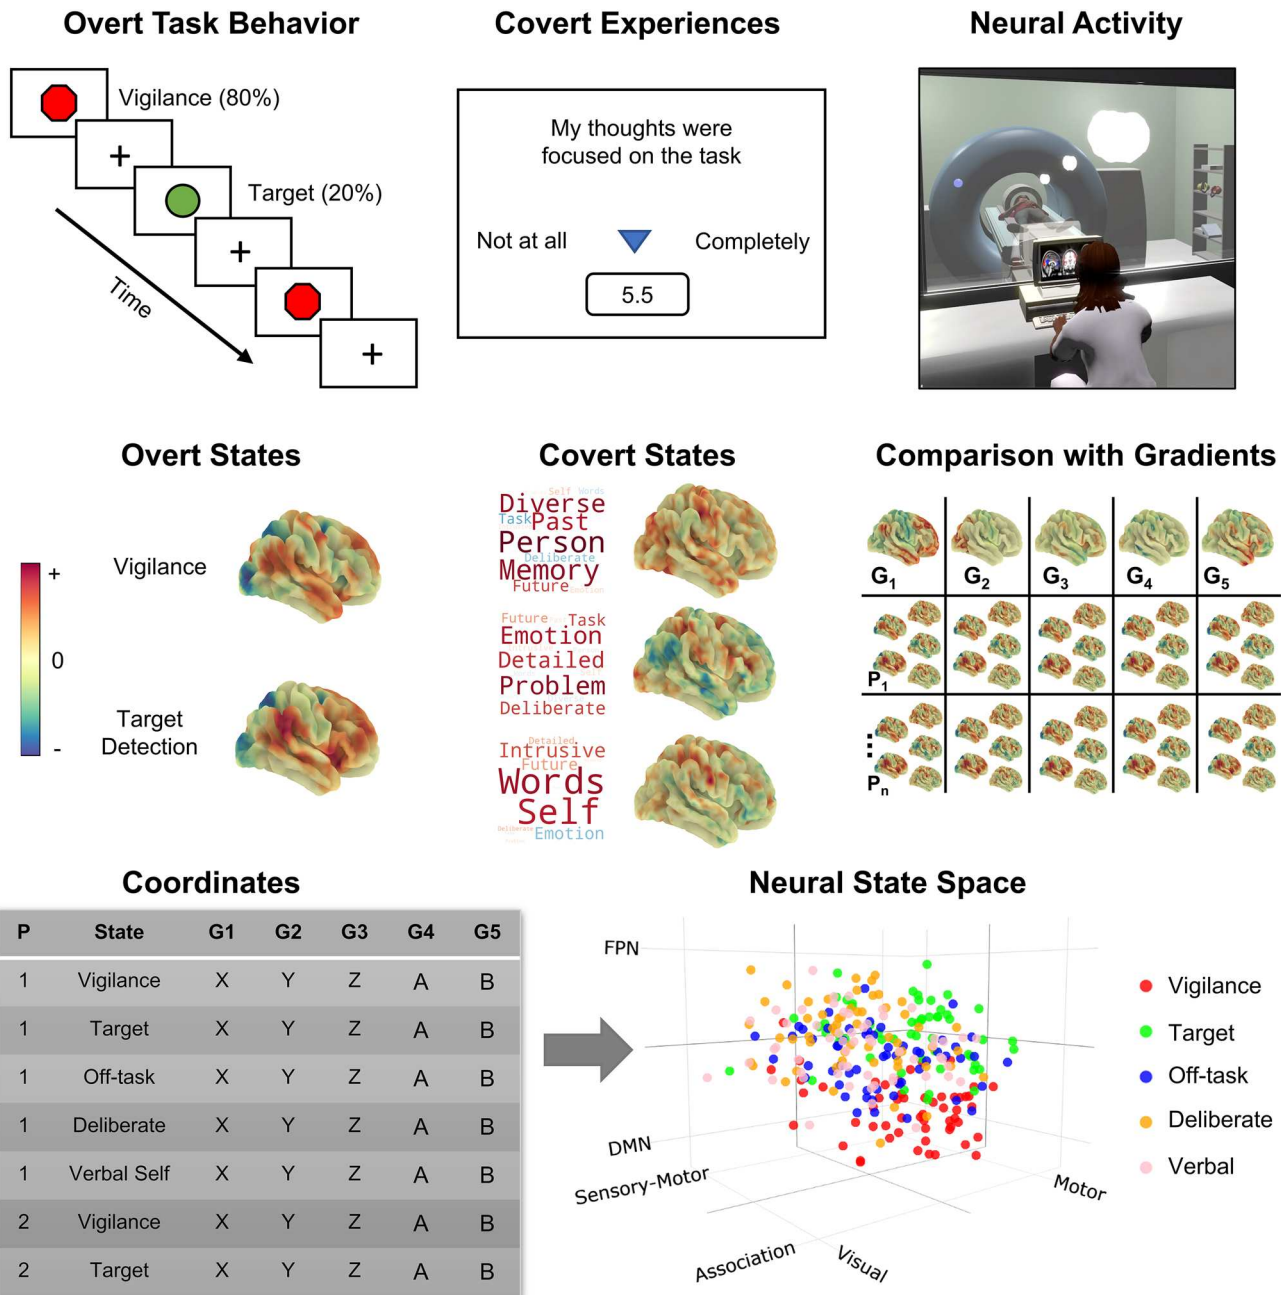 Overt Task Behavior
Covert Experiences
Neural Activity
Vigilance (80%)
Target (20%)
Time
My thoughts were
focused on the task
Not at all
Completely
5.5
Overt States
Covert States
Comparison with Gradients
+
0
-
Vigilance
Target
Detection
Self Words
Diverse
Task Past
Person
Deliberate
Memory
Future Emotion
Future Task
Emotion
Detailed
Problem
Deliberate
Detailed
Intrusive
Future
Words
Self
Deliberate Emotion
G1 G2 G3 G4 G5
P1
Pn
Coordinates
P State G1 G2 G3 G4 G5
1 Vigilance X Y Z A B
1 Target X Y Z A B
1 Off-task X Y Z A B
1 Deliberate X Y Z A B
1 Verbal Self X Y Z A B
2 Vigilance X Y Z A B
2 Target X Y Z A B
Neural State Space
FPN
DMN
Sensory-Motor
Association
Visual
Motor
Vigilance
Target
Off-task
Deliberate
Verbal